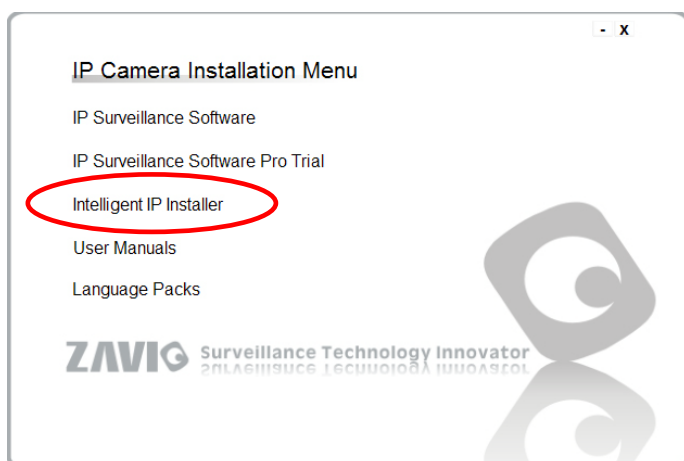 - X
IP Camera Installation Menu
IP Surveillance Software
IP Surveillance Software Pro Trial
Intelligent IP Installer
User Manuals
Language Packs
ZAVIO Surveillance Technology Innovator